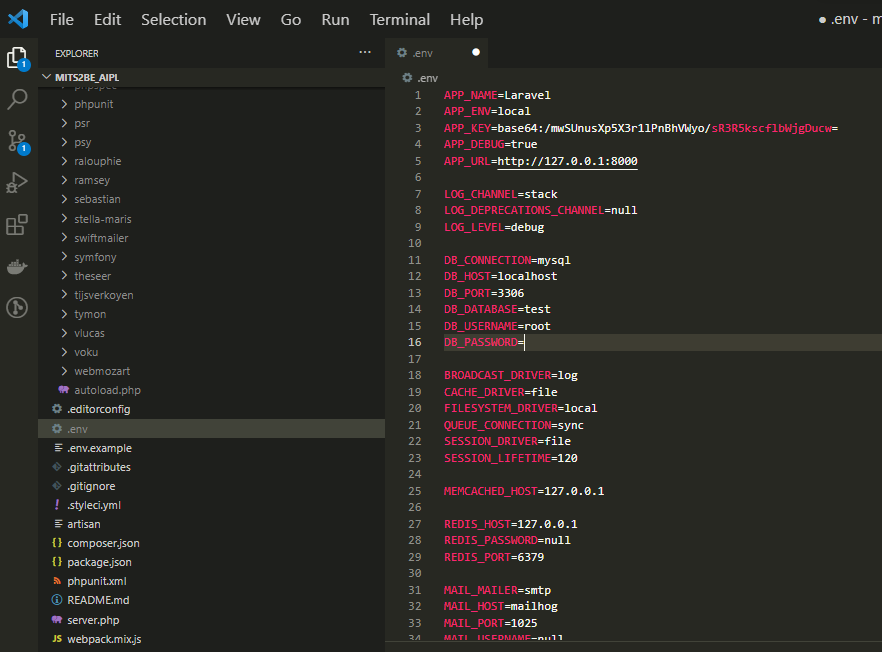 File Edit Selection View Go Run Terminal Help
● .env - m
EXPLORER
MITS2BE_AIPL
phpspec
phpunit
psr
psy
ralouphie
ramsey
sebastian
stella-maris
swiftmailer
symfony
theseer
tijsverkoyen
tymon
vlucas
voku
webmozart
autoload.php
.editorconfig
.env
.env.example
.gitattributes
.gitignore
.styleci.yml
artisan
composer.json
package.json
phpunit.xml
README.md
server.php
JS webpack.mix.js
1
1
.env
.env
1 APP_NAME=Laravel
2 APP_ENV=local
3 APP_KEY=base64:/mwSUnusXp5X3r1lPnBhVWyo/sR3R5kscflbWjgDucw=
4 APP_DEBUG=true
5 APP_URL=http://127.0.0.1:8000
6
7 LOG_CHANNEL=stack
8 LOG_DEPRECATIONS_CHANNEL=null
9 LOG_LEVEL=debug
10
11 DB_CONNECTION=mysql
12 DB_HOST=localhost
13 DB_PORT=3306
14 DB_DATABASE=test
15 DB_USERNAME=root
16 DB_PASSWORD=
17
18 BROADCAST_DRIVER=log
19 CACHE_DRIVER=file
20 FILESYSTEM_DRIVER=local
21 QUEUE_CONNECTION=sync
22 SESSION_DRIVER=file
23 SESSION_LIFETIME=120
24
25 MEMCACHED_HOST=127.0.0.1
26
27 REDIS_HOST=127.0.0.1
28 REDIS_PASSWORD=null
29 REDIS_PORT=6379
30
31 MAIL_MAILER=smtp
32 MAIL_HOST=mailhog
33 MAIL_PORT=1025
34 MAIL_USERNAME=null